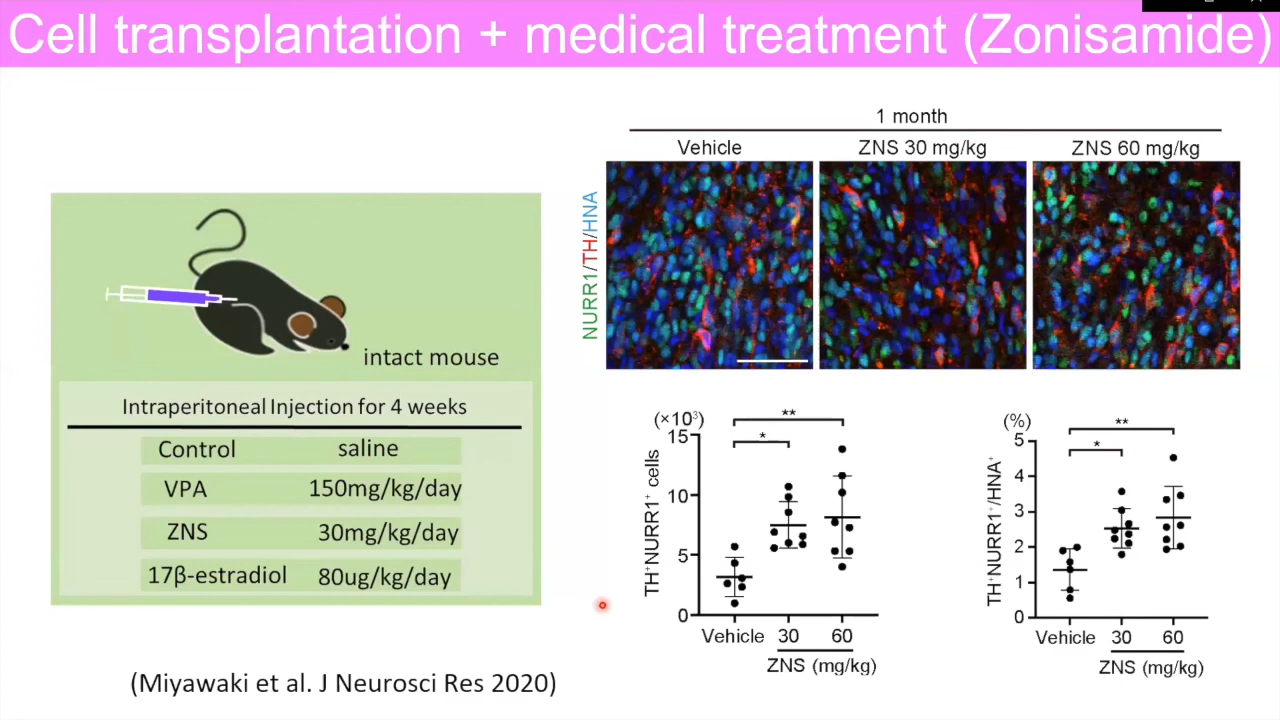 Cell transplantation + medical treatment (Zonisamide)
intact mouse
Intraperitoneal Injection for 4 weeks
Control saline
VPA 150mg/kg/day
ZNS 30mg/kg/day
17β-estradiol 80ug/kg/day
(Miyawaki et al. J Neurosci Res 2020)
1 month
Vehicle ZNS 30 mg/kg ZNS 60 mg/kg
NURR1/TH/HNA
(×10³)
TH⁺NURR1⁺ cells
15
10
5
0
* **
Vehicle 30 60
ZNS (mg/kg)
(%)
TH⁺NURR1⁺/HNA⁺
5
4
3
2
1
0
* **
Vehicle 30 60
ZNS (mg/kg)